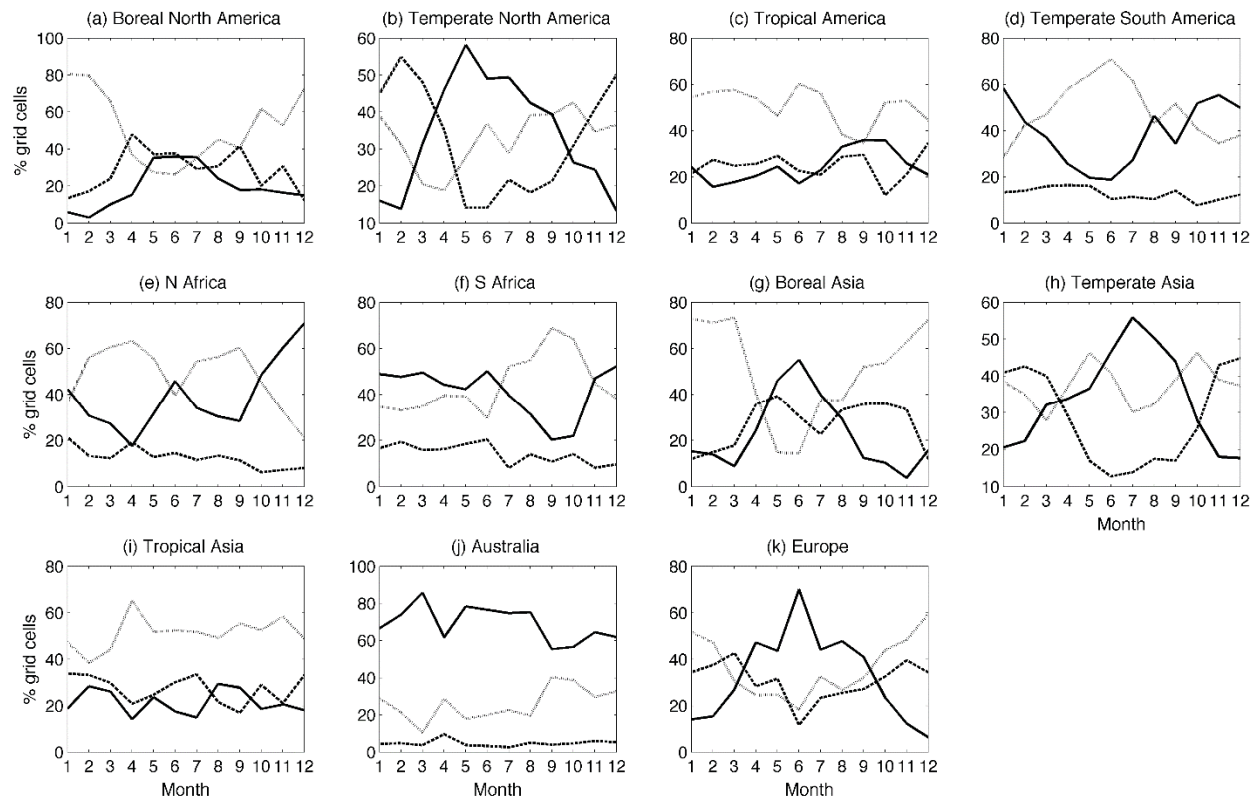 (a) Boreal North America
(b) Temperate North America
(c) Tropical America
(d) Temperate South America
% grid cells
100
80
60
40
20
0
1 2 3 4 5 6 7 8 9 10 11 12
60
50
40
30
20
10
1 2 3 4 5 6 7 8 9 10 11 12
80
60
40
20
0
1 2 3 4 5 6 7 8 9 10 11 12
80
60
40
20
0
1 2 3 4 5 6 7 8 9 10 11 12
(e) N Africa
(f) S Africa
(g) Boreal Asia
(h) Temperate Asia
% grid cells
80
60
40
20
0
1 2 3 4 5 6 7 8 9 10 11 12
80
60
40
20
0
1 2 3 4 5 6 7 8 9 10 11 12
80
60
40
20
0
1 2 3 4 5 6 7 8 9 10 11 12
60
50
40
30
20
10
1 2 3 4 5 6 7 8 9 10 11 12
Month
(i) Tropical Asia
(j) Australia
(k) Europe
% grid cells
80
60
40
20
0
1 2 3 4 5 6 7 8 9 10 11 12
Month
100
80
60
40
20
0
1 2 3 4 5 6 7 8 9 10 11 12
Month
80
60
40
20
0
1 2 3 4 5 6 7 8 9 10 11 12
Month